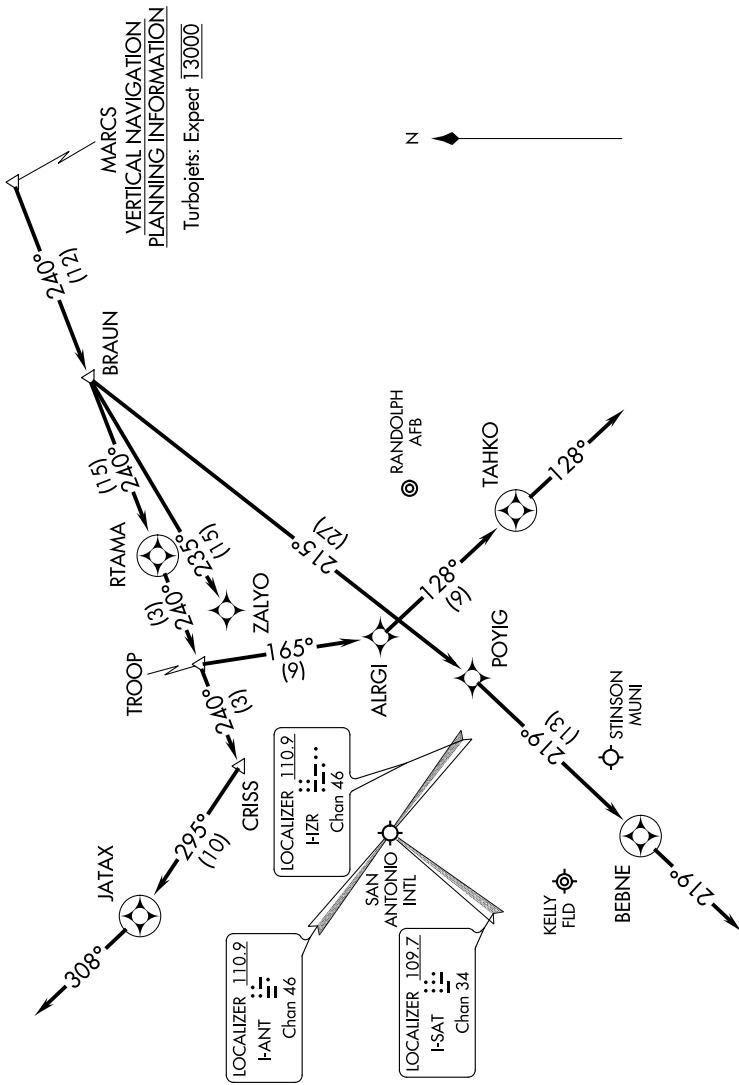 MARCS
VERTICAL NAVIGATION
PLANNING INFORMATION
Turbojets: Expect 13000
N
240°
(12)
BRAUN
(15)
240°
RTAMA
235°
(15)
ZALYO
215°
(27)
(3)
240°
TROOP
165°
(9)
240°
(3)
CRISS
295°
(10)
JATAX
308°
RANDOLPH
AFB
TAHKO
128°
128°
(9)
ALRGI
POYIG
219°
(13)
STINSON
MUNI
BEBNE
219°
KELLY
FLD
SAN
ANTONIO
INTL
LOCALIZER 110.9
I-IZR
Chan 46
LOCALIZER 110.9
I-ANT
Chan 46
LOCALIZER 109.7
I-SAT
Chan 34